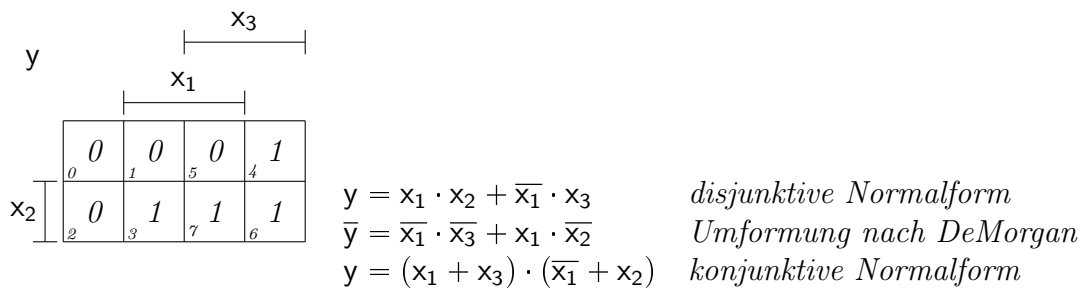 x₃
y
x₁
0 0 0 1 1 0 5 0 4 1
x₂ 2 0 3 1 7 1 6 1
y = x₁ · x₂ + x̅₁̅ · x₃ disjunktive Normalform
y̅ = x̅₁̅ · x̅₃̅ + x₁ · x̅₂̅ Umformung nach DeMorgan
y = (x₁ + x₃) · (x̅₁̅ + x₂) konjunktive Normalform